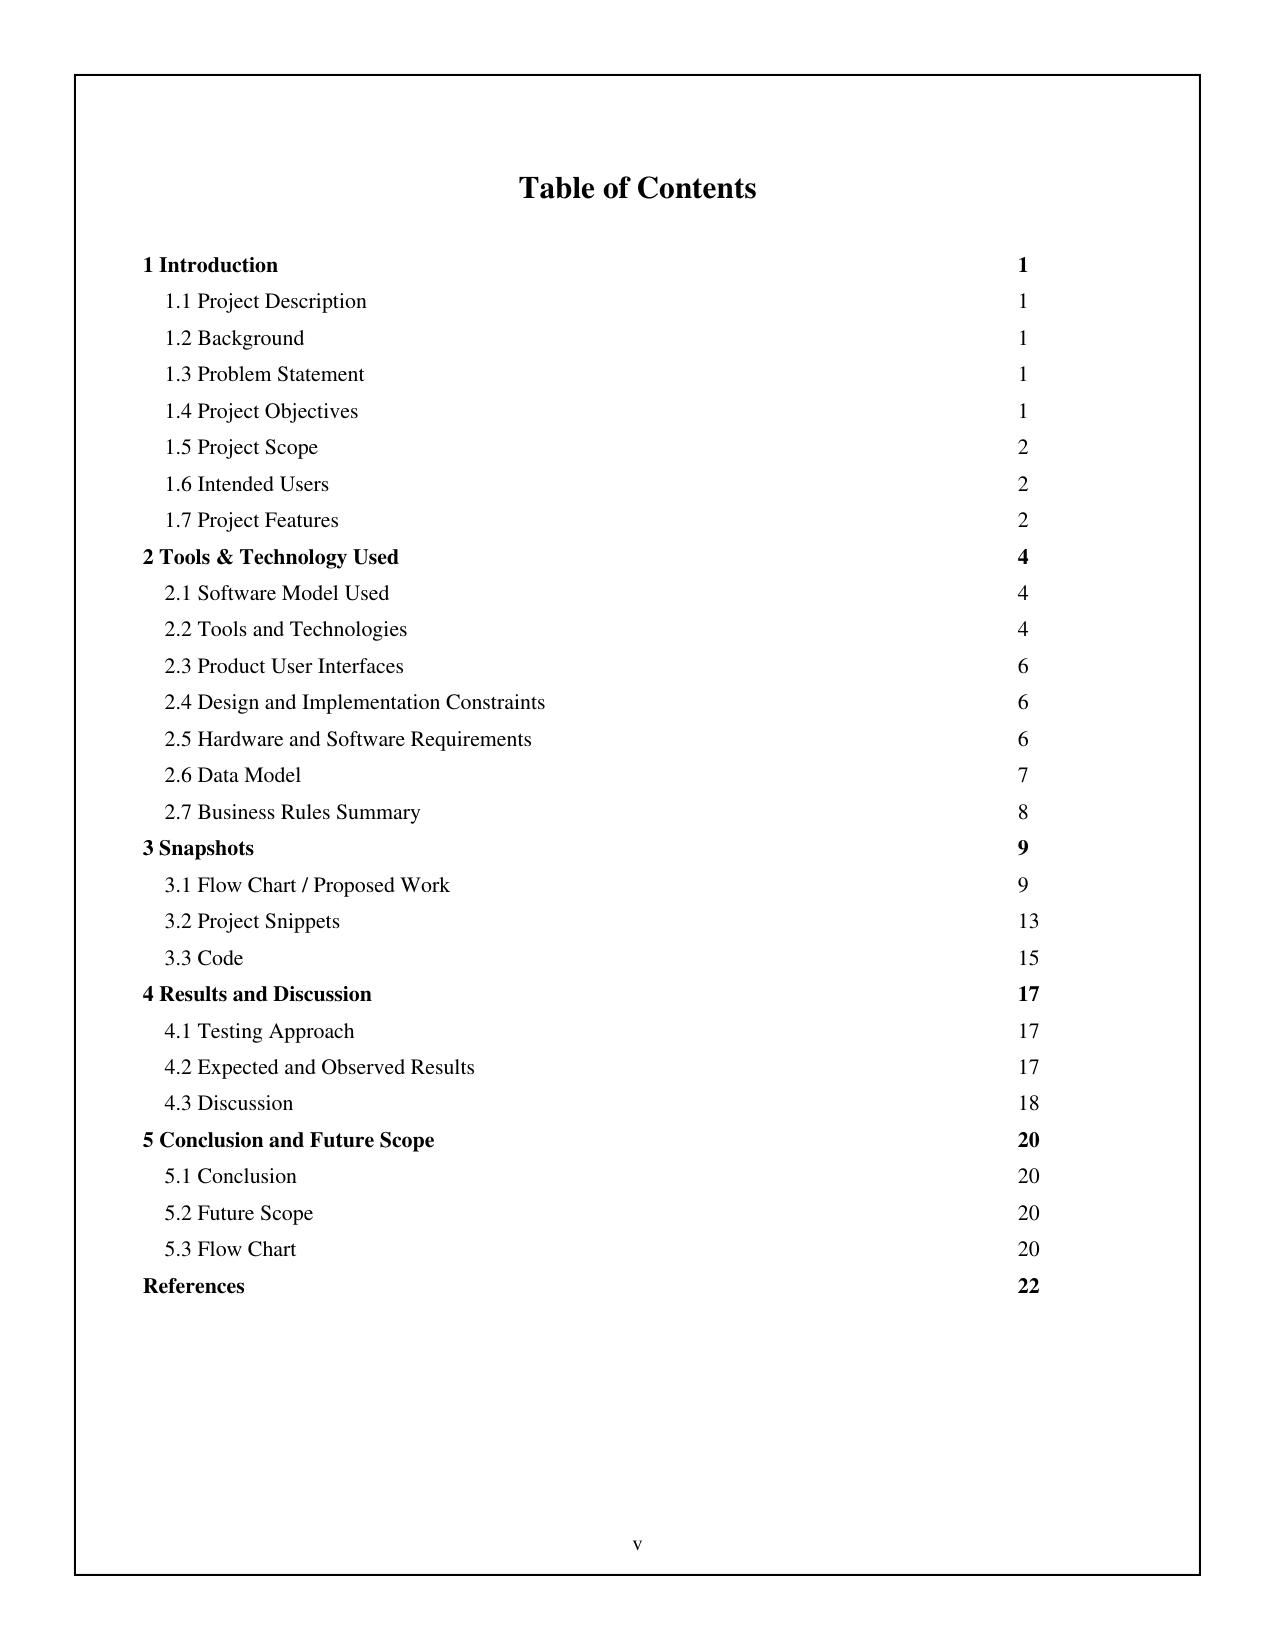 Table of Contents
1 Introduction 1
1.1 Project Description 1
1.2 Background 1
1.3 Problem Statement 1
1.4 Project Objectives 1
1.5 Project Scope 2
1.6 Intended Users 2
1.7 Project Features 2
2 Tools & Technology Used 4
2.1 Software Model Used 4
2.2 Tools and Technologies 4
2.3 Product User Interfaces 6
2.4 Design and Implementation Constraints 6
2.5 Hardware and Software Requirements 6
2.6 Data Model 7
2.7 Business Rules Summary 8
3 Snapshots 9
3.1 Flow Chart / Proposed Work 9
3.2 Project Snippets 13
3.3 Code 15
4 Results and Discussion 17
4.1 Testing Approach 17
4.2 Expected and Observed Results 17
4.3 Discussion 18
5 Conclusion and Future Scope 20
5.1 Conclusion 20
5.2 Future Scope 20
5.3 Flow Chart 20
References 22
v